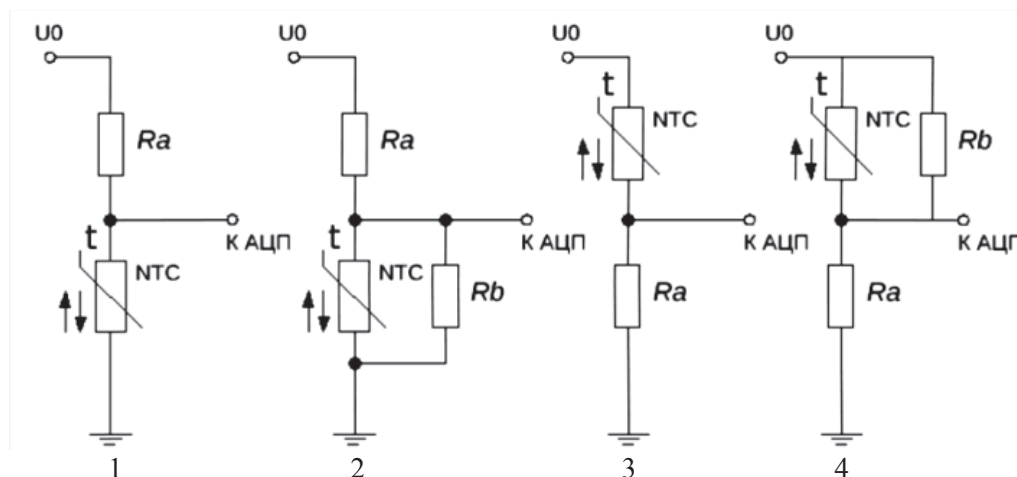 U0 U0 U0 U0
t t
Ra Ra NTC NTC Rb
t К АЦП t К АЦП К АЦП К АЦП
NTC NTC Rb Ra Ra
1 2 3 4